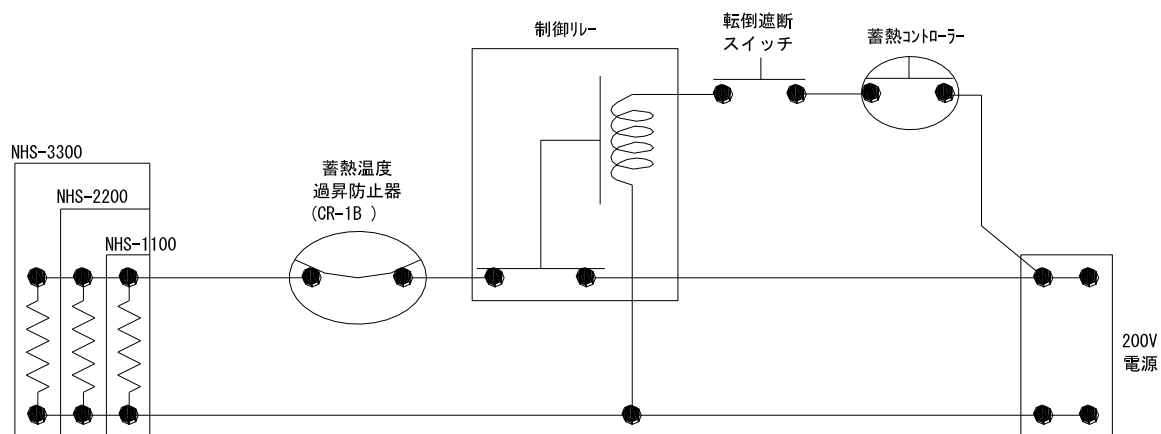 制御ﾘﾚｰ
転倒遮断
スイッチ
蓄熱ｺﾝﾄﾛｰﾗｰ
NHS-3300
NHS-2200
NHS-1100
蓄熱温度
過昇防止器
(CR-1B )
200V
電源